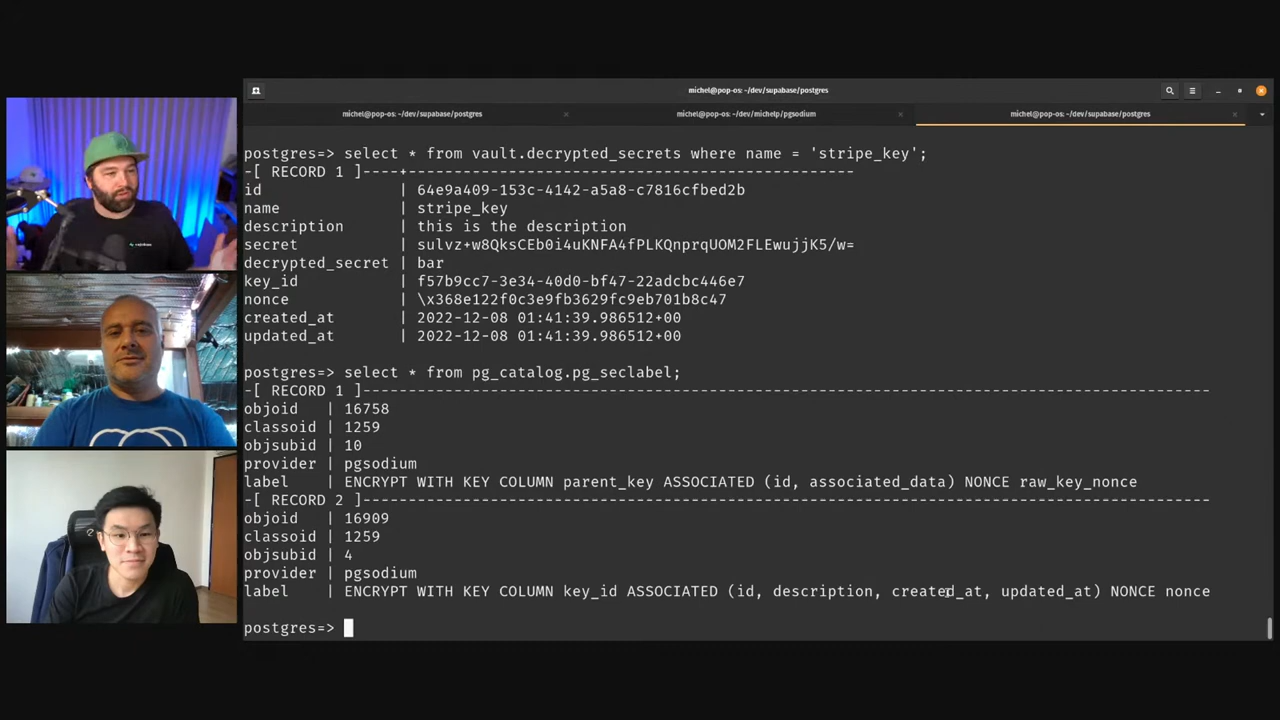 michel@pop-os: ~/dev/supabase/postgres
michel@pop-os: ~/dev/supabase/postgres
michel@pop-os: ~/dev/michelp/pgsodium
michel@pop-os: ~/dev/supabase/postgres
postgres=> select * from vault.decrypted_secrets where name = 'stripe_key';
-[ RECORD 1 ]----+-------------------------------------------------
id | 64e9a409-153c-4142-a5a8-c7816cfbed2b
name | stripe_key
description | this is the description
secret | sulvz+w8QksCEb0i4uKNFA4fPLKQnprqUOM2FLEwujjK5/w=
decrypted_secret | bar
key_id | f57b9cc7-3e34-40d0-bf47-22adcbc446e7
nonce | \x368e122f0c3e9fb3629fc9eb701b8c47
created_at | 2022-12-08 01:41:39.986512+00
updated_at | 2022-12-08 01:41:39.986512+00
postgres=> select * from pg_catalog.pg_seclabel;
-[ RECORD 1 ]---------------------------------------------------------------------------------------------
objoid | 16758
classoid | 1259
objsubid | 10
provider | pgsodium
label | ENCRYPT WITH KEY COLUMN parent_key ASSOCIATED (id, associated_data) NONCE raw_key_nonce
-[ RECORD 2 ]---------------------------------------------------------------------------------------------
objoid | 16909
classoid | 1259
objsubid | 4
provider | pgsodium
label | ENCRYPT WITH KEY COLUMN key_id ASSOCIATED (id, description, created_at, updated_at) NONCE nonce
postgres=>